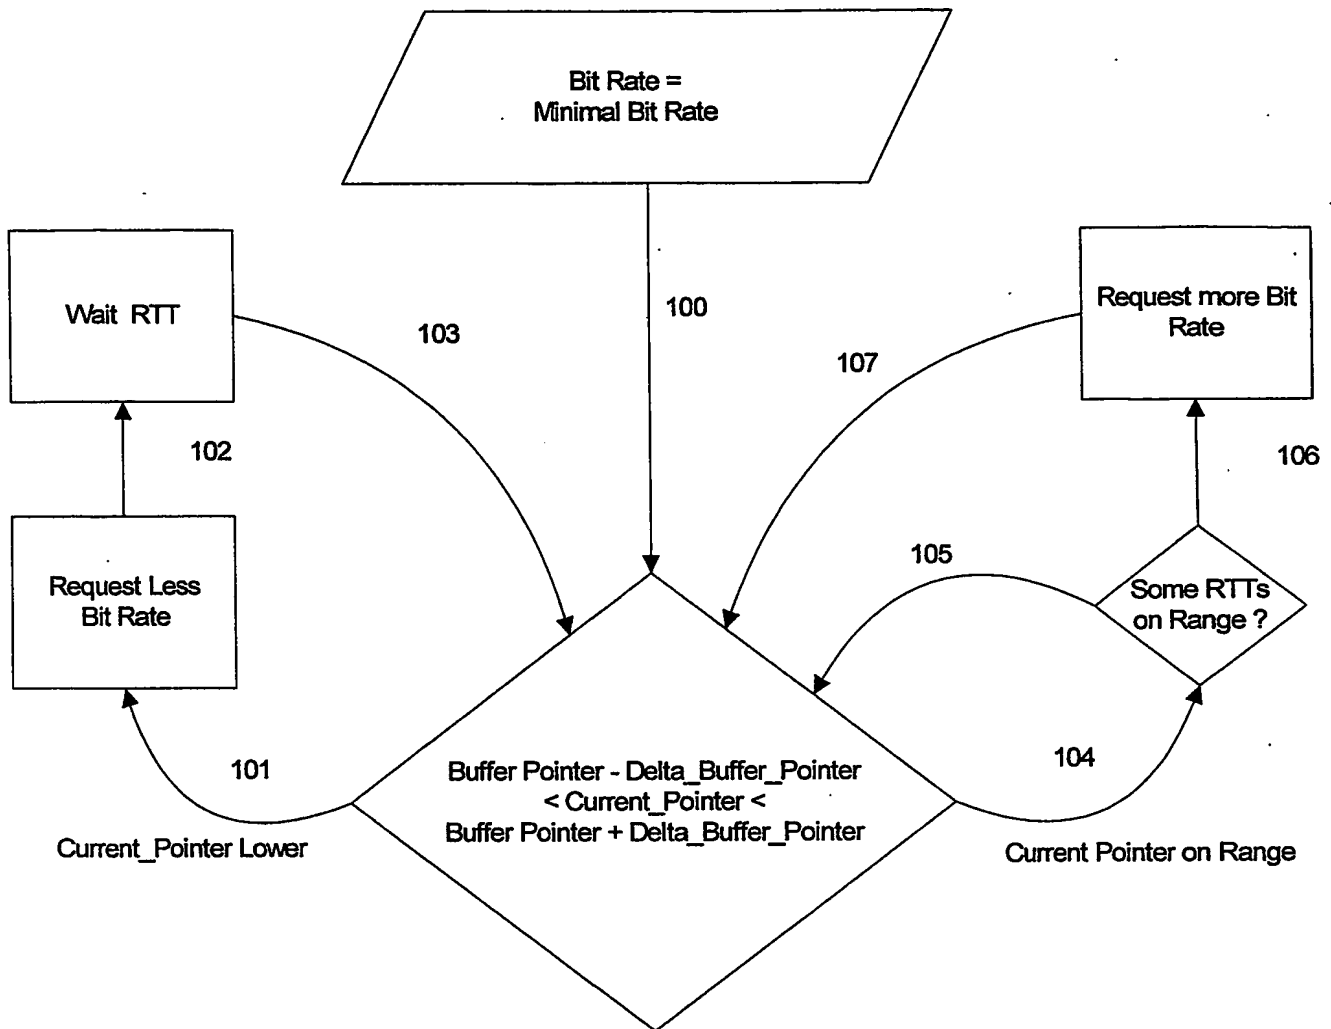 Bit Rate =
Minimal Bit Rate
100
Wait RTT
103
Request more Bit
Rate
107
102
106
Request Less
Bit Rate
105
Some RTTs
on Range ?
101
104
Buffer Pointer - Delta_Buffer_Pointer
< Current_Pointer <
Buffer Pointer + Delta_Buffer_Pointer
Current_Pointer Lower
Current Pointer on Range